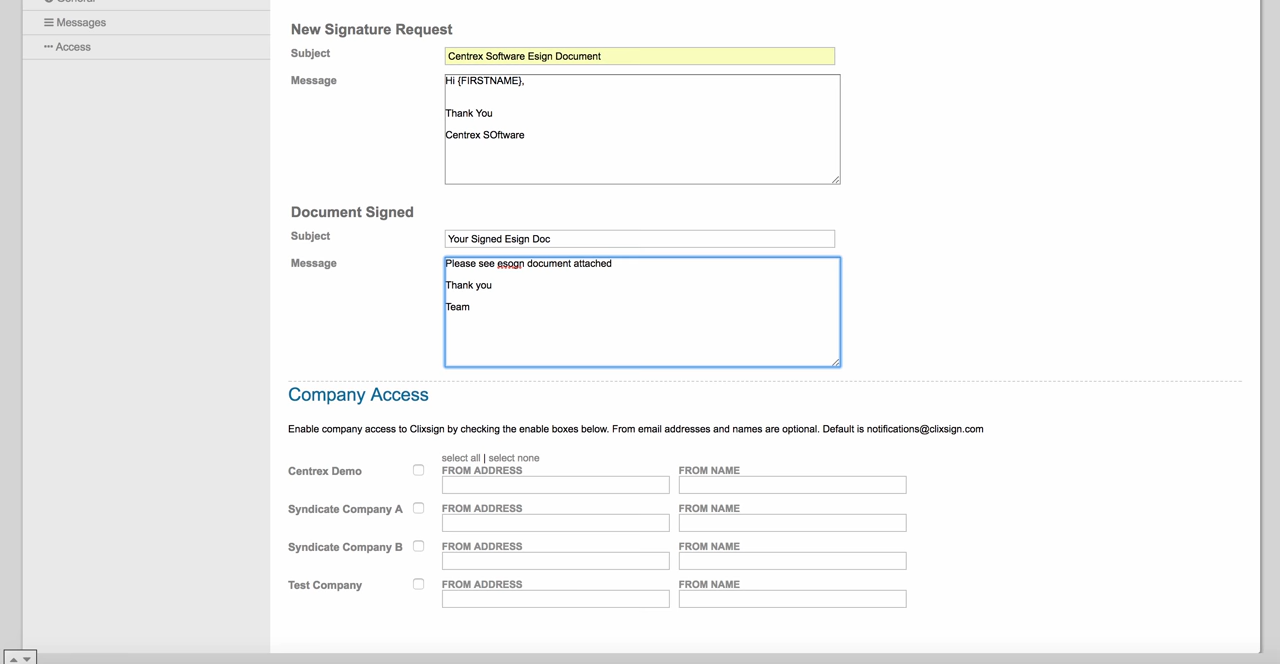 General
Messages
Access
New Signature Request
Subject
Centrex Software Esign Document
Message
Hi {FIRSTNAME},
Thank You
Centrex SOftware
Document Signed
Subject
Your Signed Esign Doc
Message
Please see esogn document attached
Thank you
Team
Company Access
Enable company access to Clixsign by checking the enable boxes below. From email addresses and names are optional. Default is notifications@clixsign.com
select all | select none
Centrex Demo FROM ADDRESS FROM NAME
Syndicate Company A FROM ADDRESS FROM NAME
Syndicate Company B FROM ADDRESS FROM NAME
Test Company FROM ADDRESS FROM NAME